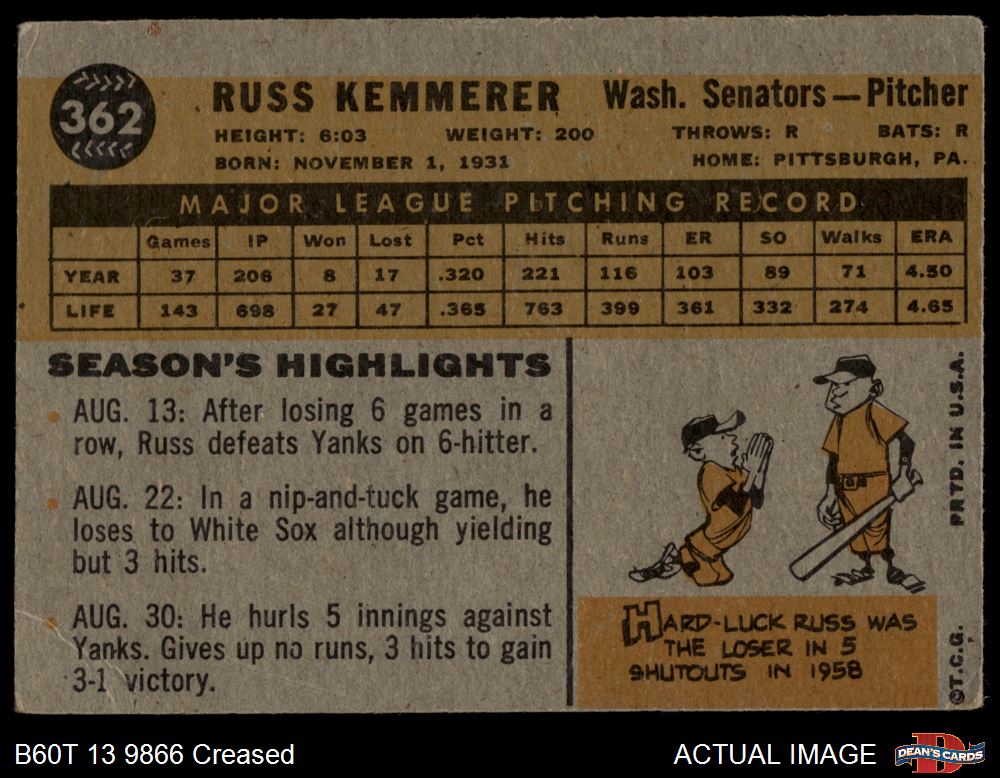 362
RUSS KEMMERER Wash. Senators—Pitcher
HEIGHT: 6:03 WEIGHT: 200 THROWS: R BATS: R
BORN: NOVEMBER 1, 1931 HOME: PITTSBURGH, PA.
MAJOR LEAGUE PITCHING RECORD
Games IP Won Lost Pct Hits Runs ER SO Walks ERA
YEAR 37 206 8 17 .320 221 116 103 89 71 4.50
LIFE 143 698 27 47 .365 763 399 361 332 274 4.65
SEASON'S HIGHLIGHTS
AUG. 13: After losing 6 games in a
row, Russ defeats Yanks on 6-hitter.
AUG. 22: In a nip-and-tuck game, he
loses to White Sox although yielding
but 3 hits.
AUG. 30: He hurls 5 innings against
Yanks. Gives up no runs, 3 hits to gain
3-1 victory.
HARD-LUCK RUSS WAS
THE LOSER IN 5
SHUTOUTS IN 1958
©T.C.G. PRTD. IN U.S.A.
B60T 13 9866 Creased ACTUAL IMAGE
DEAN'S CARDS